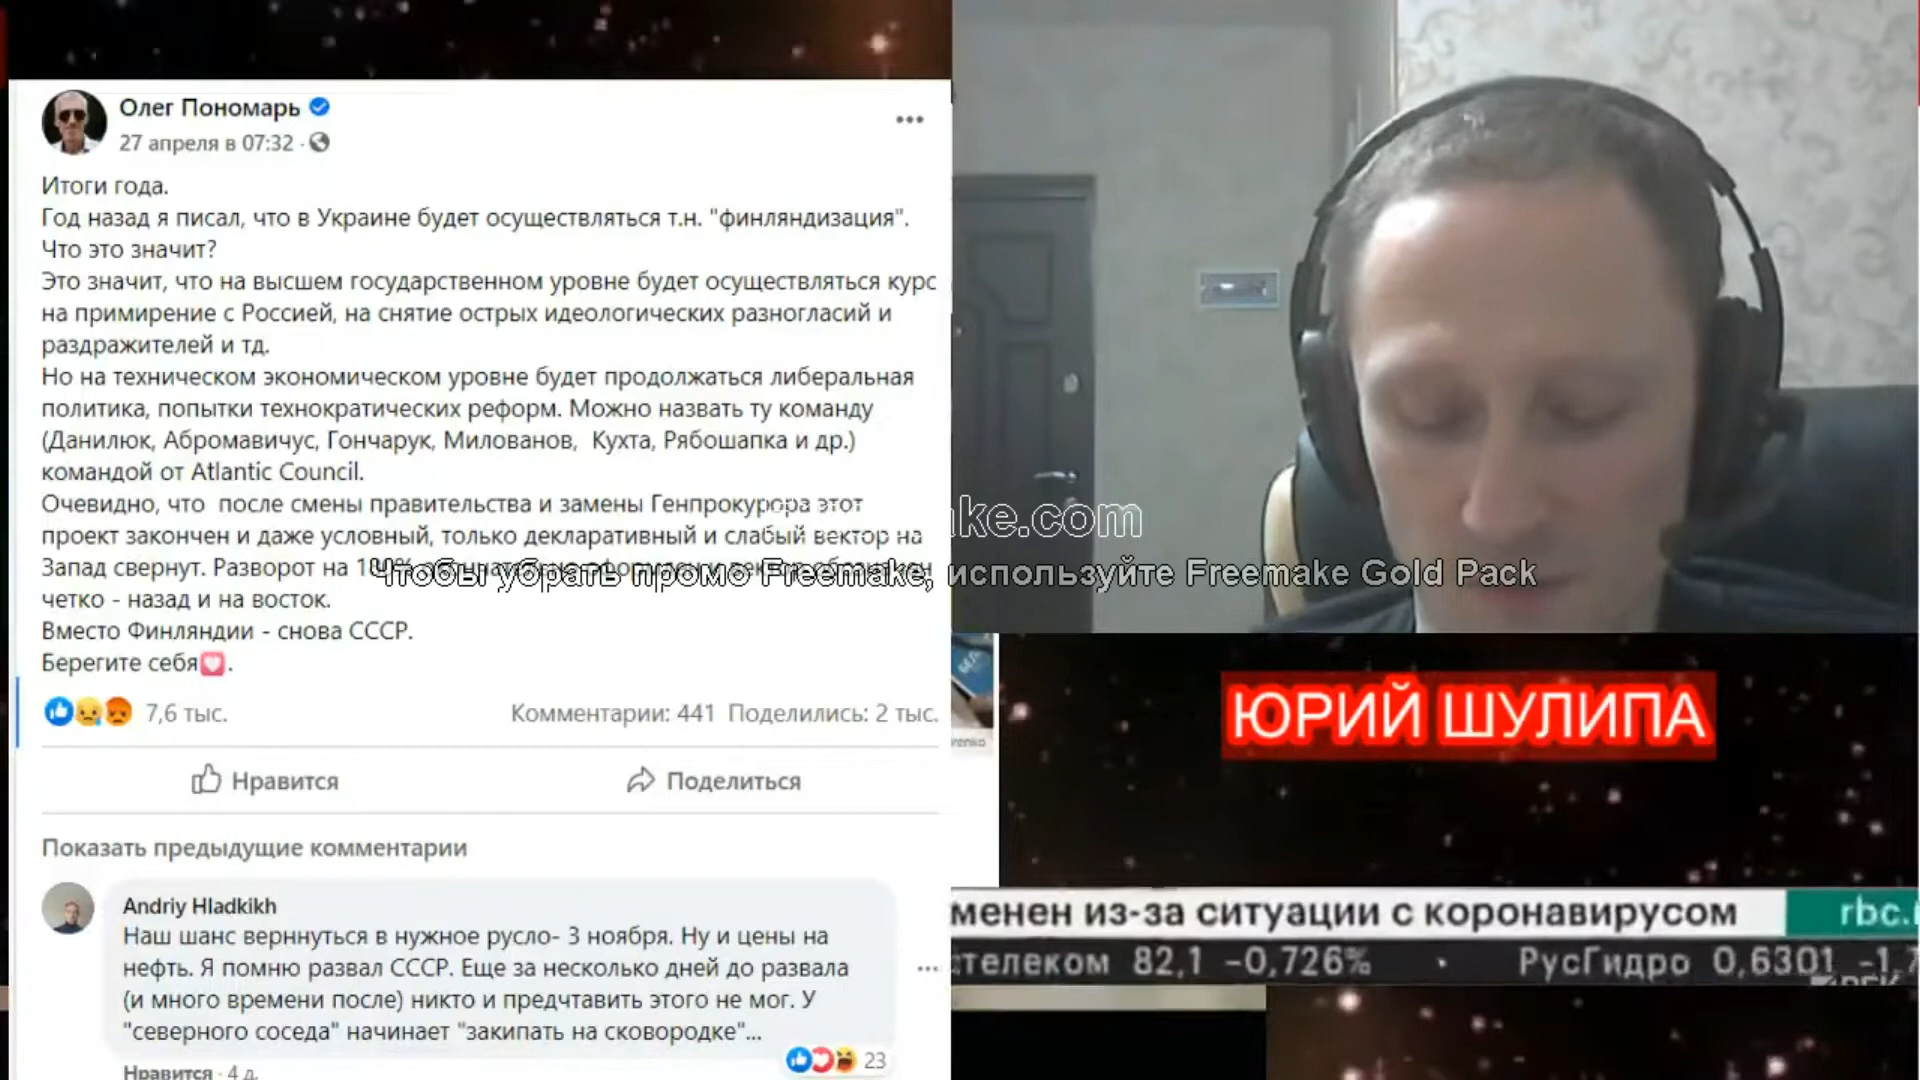 Олег Пономарь
27 апреля в 07:32 ·
Итоги года.
Год назад я писал, что в Украине будет осуществляться т.н. "финляндизация".
Что это значит?
Это значит, что на высшем государственном уровне будет осуществляться курс
на примирение с Россией, на снятие острых идеологических разногласий и
раздражителей и тд.
Но на техническом экономическом уровне будет продолжаться либеральная
политика, попытки технократических реформ. Можно назвать ту команду
(Данилюк, Абромавичус, Гончарук, Милованов, Кухта, Рябошапка и др.)
командой от Atlantic Council.
Очевидно, что после смены правительства и замены Генпрокурора этот
проект закончен и даже условный, только декларативный и слабый вектор на
Запад свернут. Разворот на
четко - назад и на восток.
Вместо Финляндии - снова СССР.
Берегите себя💟.
7,6 тыс.
Комментарии: 441 Поделились: 2 тыс.
Нравится
Поделиться
Показать предыдущие комментарии
Andriy Hladkikh
Наш шанс верннуться в нужное русло- 3 ноября. Ну и цены на
нефть. Я помню развал СССР. Еще за несколько дней до развала
(и много времени после) никто и предчтавить этого не мог. У
"северного соседа" начинает "закипать на сковородке"...
23
Нравится · 4 д.
ke.com
Чтобы убрать промо Freemake, используйте Freemake Gold Pack
ЮРИЙ ШУЛИПА
менен из-за ситуации с коронавирусом
rbc.
телеком 82,1 -0,726%
РусГидро 0,6301 -1,7